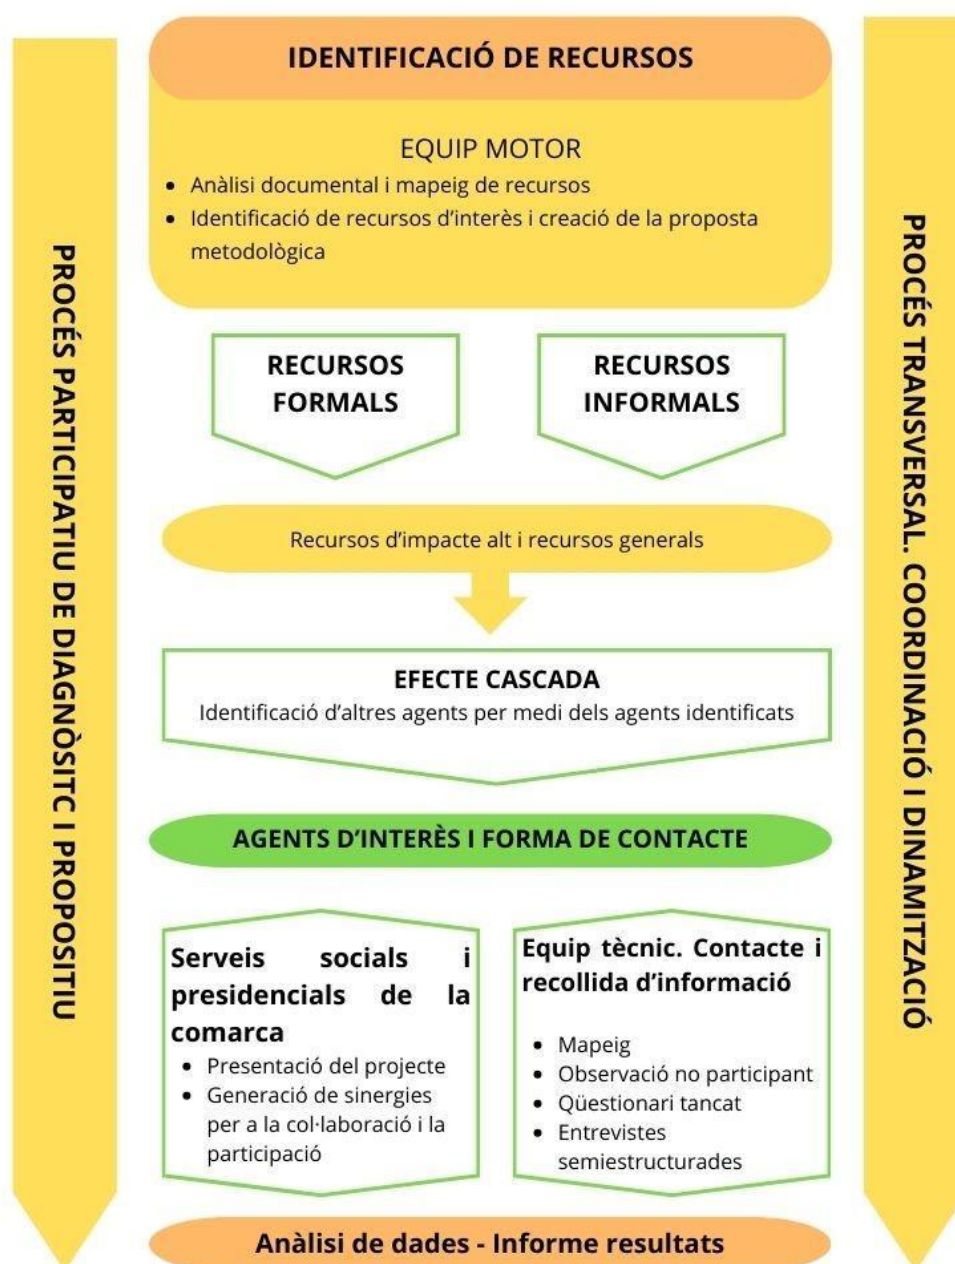 IDENTIFICACIÓ DE RECURSOS
EQUIP MOTOR
• Anàlisi documental i mapeig de recursos
• Identificació de recursos d'interès i creació de la proposta
metodològica
PROCÉS PARTICIPATIU DE DIAGNÒSITC I PROPOSITIU
PROCÉS TRANSVERSAL. COORDINACIÓ I DINAMITZACIÓ
RECURSOS
FORMALS
RECURSOS
INFORMALS
Recursos d'impacte alt i recursos generals
EFECTE CASCADA
Identificació d'altres agents per medi dels agents identificats
AGENTS D'INTERÈS I FORMA DE CONTACTE
Serveis socials i
presidencials de la
comarca
• Presentació del projecte
• Generació de sinergies
per a la col·laboració i la
participació
Equip tècnic. Contacte i
recollida d'informació
• Mapeig
• Observació no participant
• Qüestionari tancat
• Entrevistes
semiestructurades
Anàlisi de dades - Informe resultats